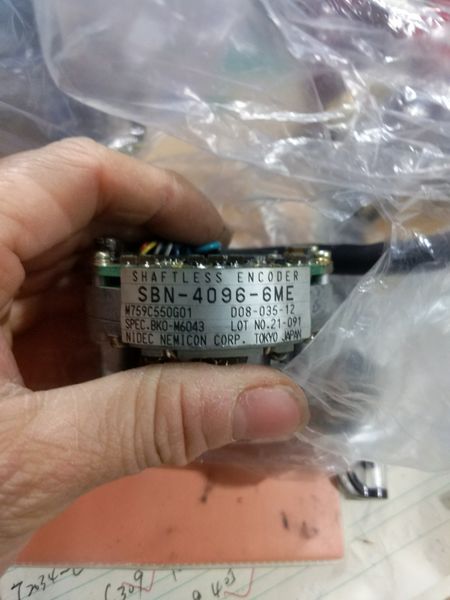 SHAFTLESS ENCODER
SBN-4096-6ME
M759C550G01 D08-035-12
SPEC.BKO-M6043 LOT NO.21-091
NIDEC NEMICON CORP. TOKYO JAPAN